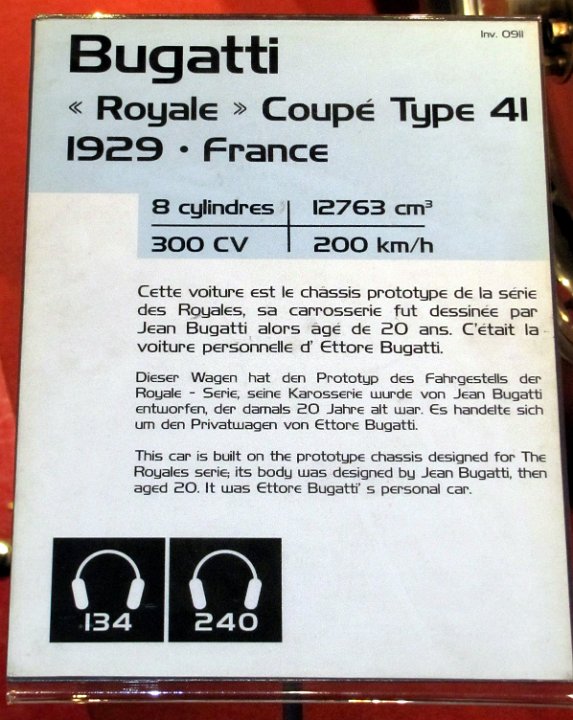 Inv. 0911
Bugatti
« Royale » Coupé Type 41
1929 • France
8 cylindres | 12763 cm³
300 CV | 200 km/h
Cette voiture est le châssis prototype de la série
des Royales, sa carrosserie fut dessinée par
Jean Bugatti alors âgé de 20 ans. C'était la
voiture personnelle d' Ettore Bugatti.
Dieser Wagen hat den Prototyp des Fahrgestells der
Royale - Serie, seine Karosserie wurde von Jean Bugatti
entworfen, der damals 20 Jahre alt war. Es handelte sich
um den Privatwagen von Ettore Bugatti.
This car is built on the prototype chassis designed for The
Royales serie; its body was designed by Jean Bugatti, then
aged 20. It was Ettore Bugatti' s personal car.
134 240